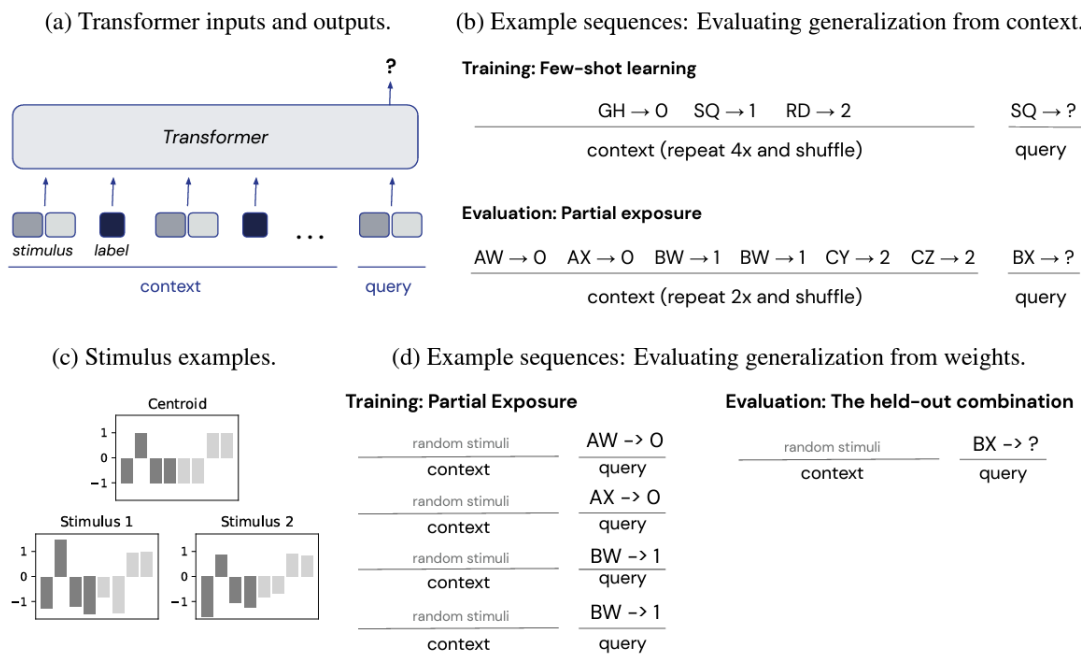 (a) Transformer inputs and outputs.
?
Transformer
stimulus label
...
context query
(b) Example sequences: Evaluating generalization from context.
Training: Few-shot learning
GH → 0 SQ → 1 RD → 2 SQ → ?
context (repeat 4x and shuffle) query
Evaluation: Partial exposure
AW → 0 AX → 0 BW → 1 BW → 1 CY → 2 CZ → 2 BX → ?
context (repeat 2x and shuffle) query
(c) Stimulus examples.
Centroid
1
0
−1
Stimulus 1
1
0
−1
Stimulus 2
1
0
−1
(d) Example sequences: Evaluating generalization from weights.
Training: Partial Exposure
random stimuli AW -> 0
context query
random stimuli AX -> 0
context query
random stimuli BW -> 1
context query
random stimuli BW -> 1
context query
Evaluation: The held-out combination
random stimuli BX -> ?
context query